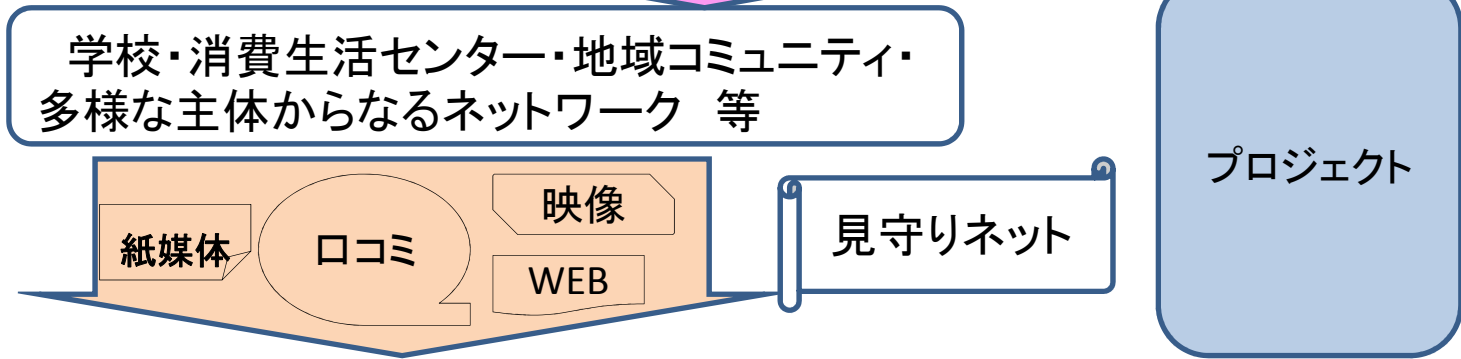 学校・消費生活センター・地域コミュニティ・
多様な主体からなるネットワーク　等
プロジェクト
紙媒体
口コミ
映像
WEB
見守りネット